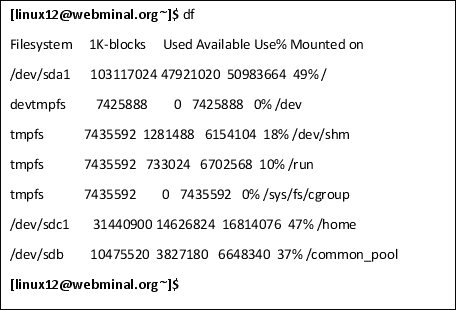 [linux12@webminal.org~]$ df
Filesystem 1K-blocks Used Available Use% Mounted on
/dev/sda1 103117024 47921020 50983664 49% /
devtmpfs 7425888 0 7425888 0% /dev
tmpfs 7435592 1281488 6154104 18% /dev/shm
tmpfs 7435592 733024 6702568 10% /run
tmpfs 7435592 0 7435592 0% /sys/fs/cgroup
/dev/sdc1 31440900 14626824 16814076 47% /home
/dev/sdb 10475520 3827180 6648340 37% /common_pool
[linux12@webminal.org~]$